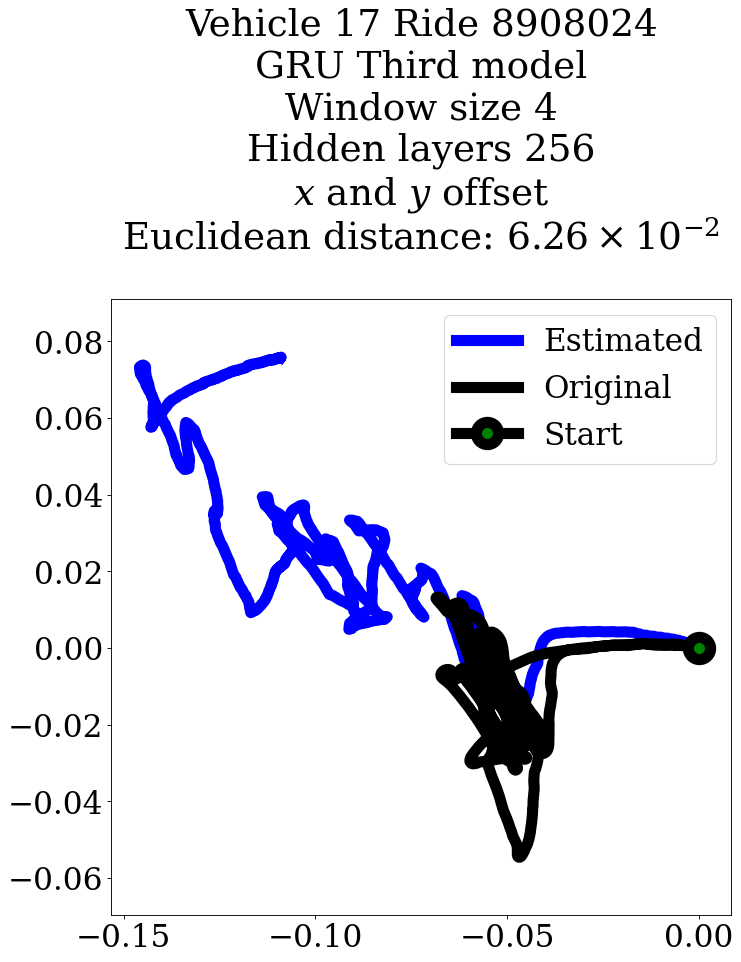 Vehicle 17 Ride 8908024
GRU Third model
Window size 4
Hidden layers 256
x and y offset
Euclidean distance: 6.26 × 10⁻²
Estimated
Original
Start
0.08
0.06
0.04
0.02
0.00
−0.02
−0.04
−0.06
−0.15 −0.10 −0.05 0.00